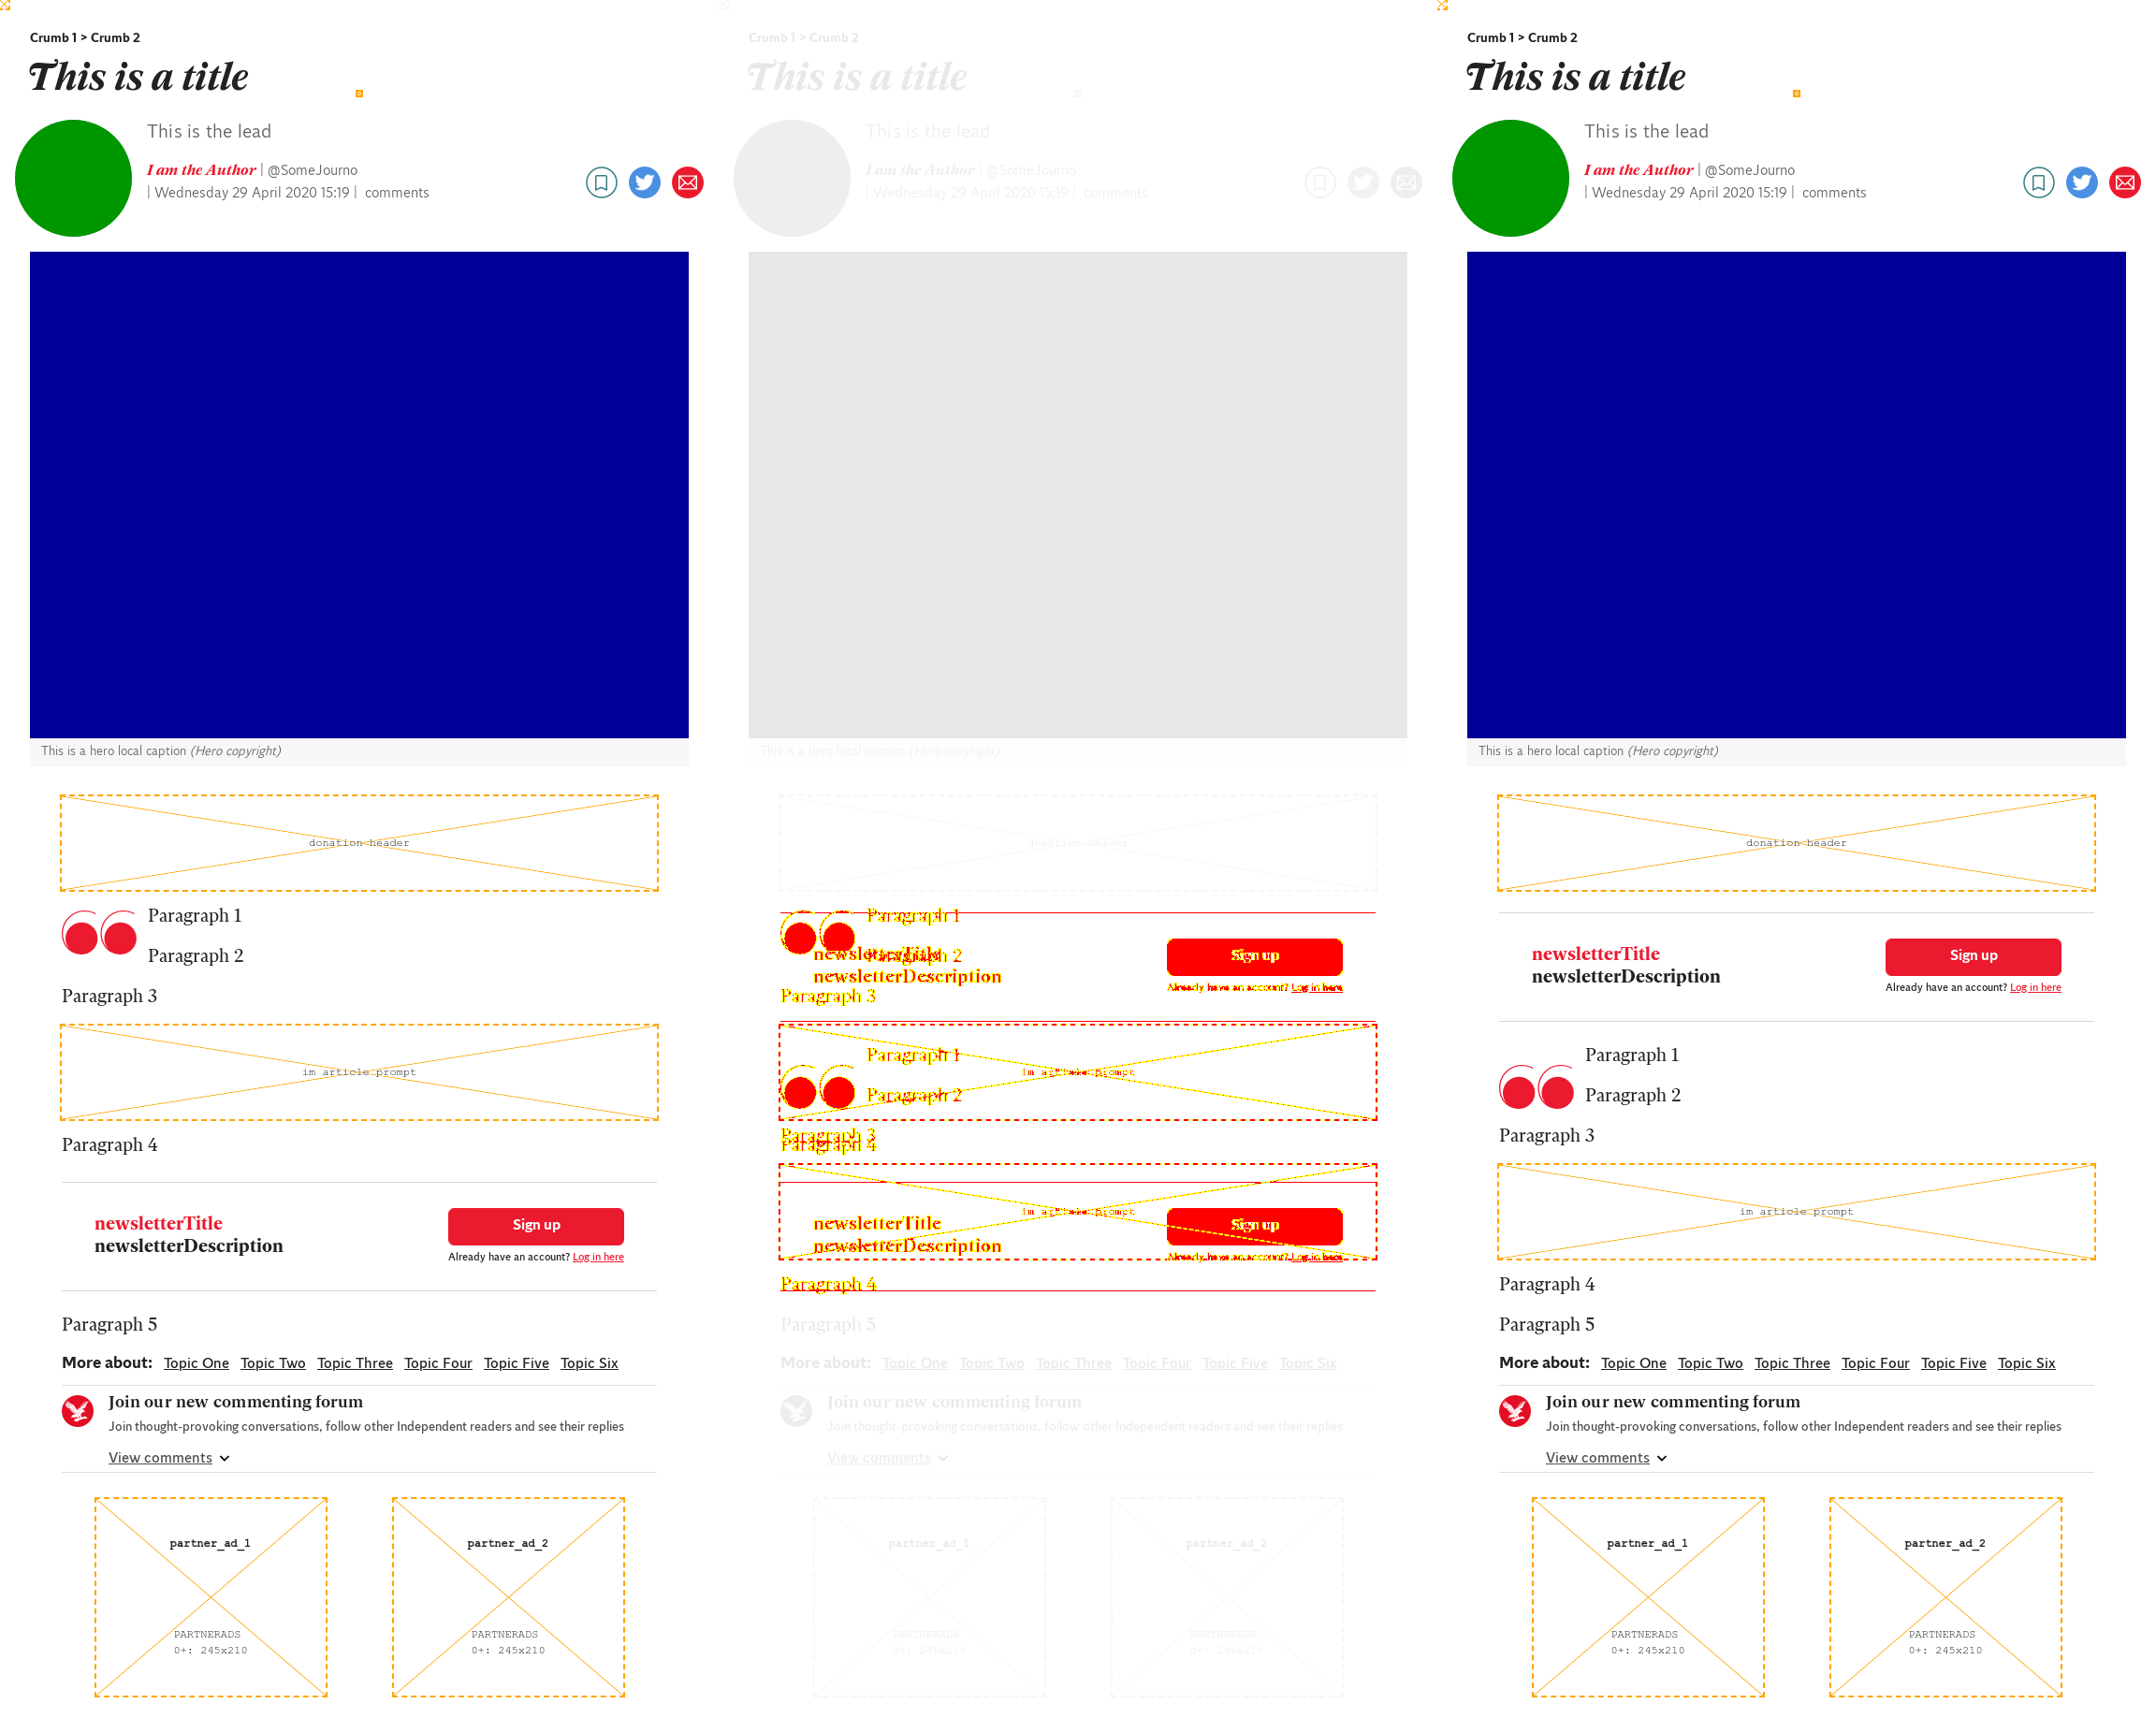 Crumb 1 > Crumb 2
This is a title
This is the lead
I am the Author | @SomeJourno
| Wednesday 29 April 2020 15:19 | comments
This is a hero local caption (Hero copyright)
donation header
Paragraph 1
Paragraph 2
Paragraph 3
im article prompt
Paragraph 4
newsletterTitle
newsletterDescription
Sign up
Already have an account? Log in here
Paragraph 5
More about: Topic One Topic Two Topic Three Topic Four Topic Five Topic Six
Join our new commenting forum
Join thought-provoking conversations, follow other Independent readers and see their replies
View comments
partner_ad_1
PARTNERADS
0+: 245x210
partner_ad_2
PARTNERADS
0+: 245x210
Crumb 1 > Crumb 2
This is a title
This is the lead
I am the Author | @SomeJourno
| Wednesday 29 April 2020 15:19 | comments
This is a hero local caption (Hero copyright)
donation header
Paragraph 1
newsletterTitle
Paragraph 2
newsletterDescription
Sign up
Already have an account? Log in here
Paragraph 3
Paragraph 1
im article prompt
Paragraph 2
Paragraph 3
Paragraph 4
im article prompt
newsletterTitle
newsletterDescription
Sign up
Already have an account? Log in here
Paragraph 4
Paragraph 5
More about: Topic One Topic Two Topic Three Topic Four Topic Five Topic Six
Join our new commenting forum
Join thought-provoking conversations, follow other Independent readers and see their replies
View comments
partner_ad_1
PARTNERADS
0+: 245x210
partner_ad_2
PARTNERADS
0+: 245x210
Crumb 1 > Crumb 2
This is a title
This is the lead
I am the Author | @SomeJourno
| Wednesday 29 April 2020 15:19 | comments
This is a hero local caption (Hero copyright)
donation header
newsletterTitle
newsletterDescription
Sign up
Already have an account? Log in here
Paragraph 1
Paragraph 2
Paragraph 3
im article prompt
Paragraph 4
Paragraph 5
More about: Topic One Topic Two Topic Three Topic Four Topic Five Topic Six
Join our new commenting forum
Join thought-provoking conversations, follow other Independent readers and see their replies
View comments
partner_ad_1
PARTNERADS
0+: 245x210
partner_ad_2
PARTNERADS
0+: 245x210